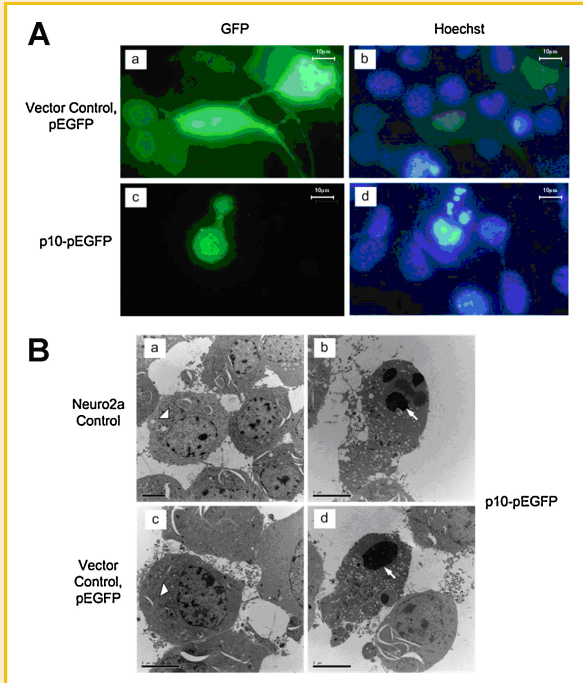 A
GFP
Hoechst
Vector Control,
pEGFP
a
10µm
b
10µm
p10-pEGFP
c
10µm
d
10µm
B
Neuro2a
Control
a
b
p10-pEGFP
Vector
Control,
pEGFP
c
d